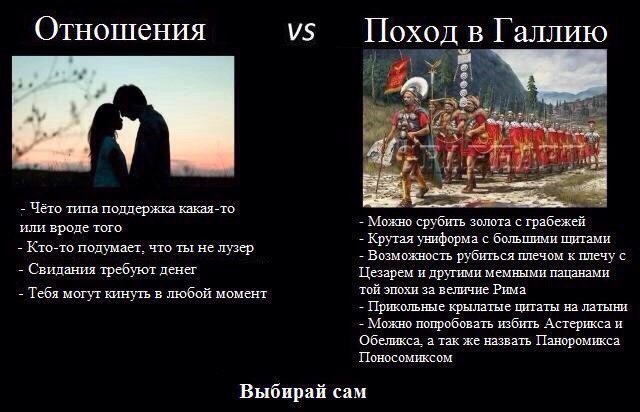 Отношения vs Поход в Галлию
- Чёто типа поддержка какая-то
или вроде того
- Кто-то подумает, что ты не лузер
- Свидания требуют денег
- Тебя могут кинуть в любой момент
- Можно срубить золота с грабежей
- Крутая униформа с большими щитами
- Возможность рубиться плечом к плечу с
Цезарем и другими мемными пацанами
той эпохи за величие Рима
- Прикольные крылатые цитаты на латыни
- Можно попробовать избить Астерикса и
Обеликса, а так же назвать Паноромикса
Поносомиксом
Выбирай сам